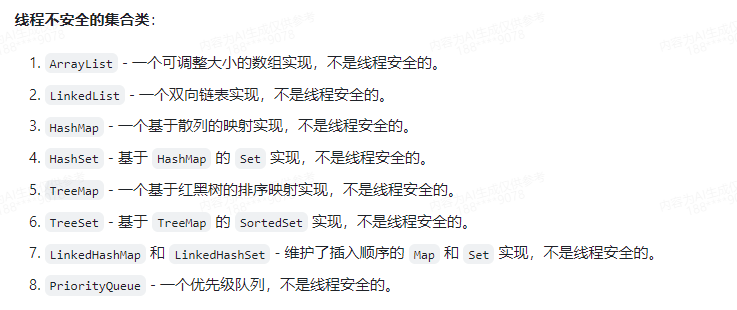 线程不安全的集合类：
1. ArrayList - 一个可调整大小的数组实现，不是线程安全的。
2. LinkedList - 一个双向链表实现，不是线程安全的。
3. HashMap - 一个基于散列的映射实现，不是线程安全的。
4. HashSet - 基于 HashMap 的 Set 实现，不是线程安全的。
5. TreeMap - 一个基于红黑树的排序映射实现，不是线程安全的。
6. TreeSet - 基于 TreeMap 的 SortedSet 实现，不是线程安全的。
7. LinkedHashMap 和 LinkedHashSet - 维护了插入顺序的 Map 和 Set 实现，不是线程安全的。
8. PriorityQueue - 一个优先级队列，不是线程安全的。